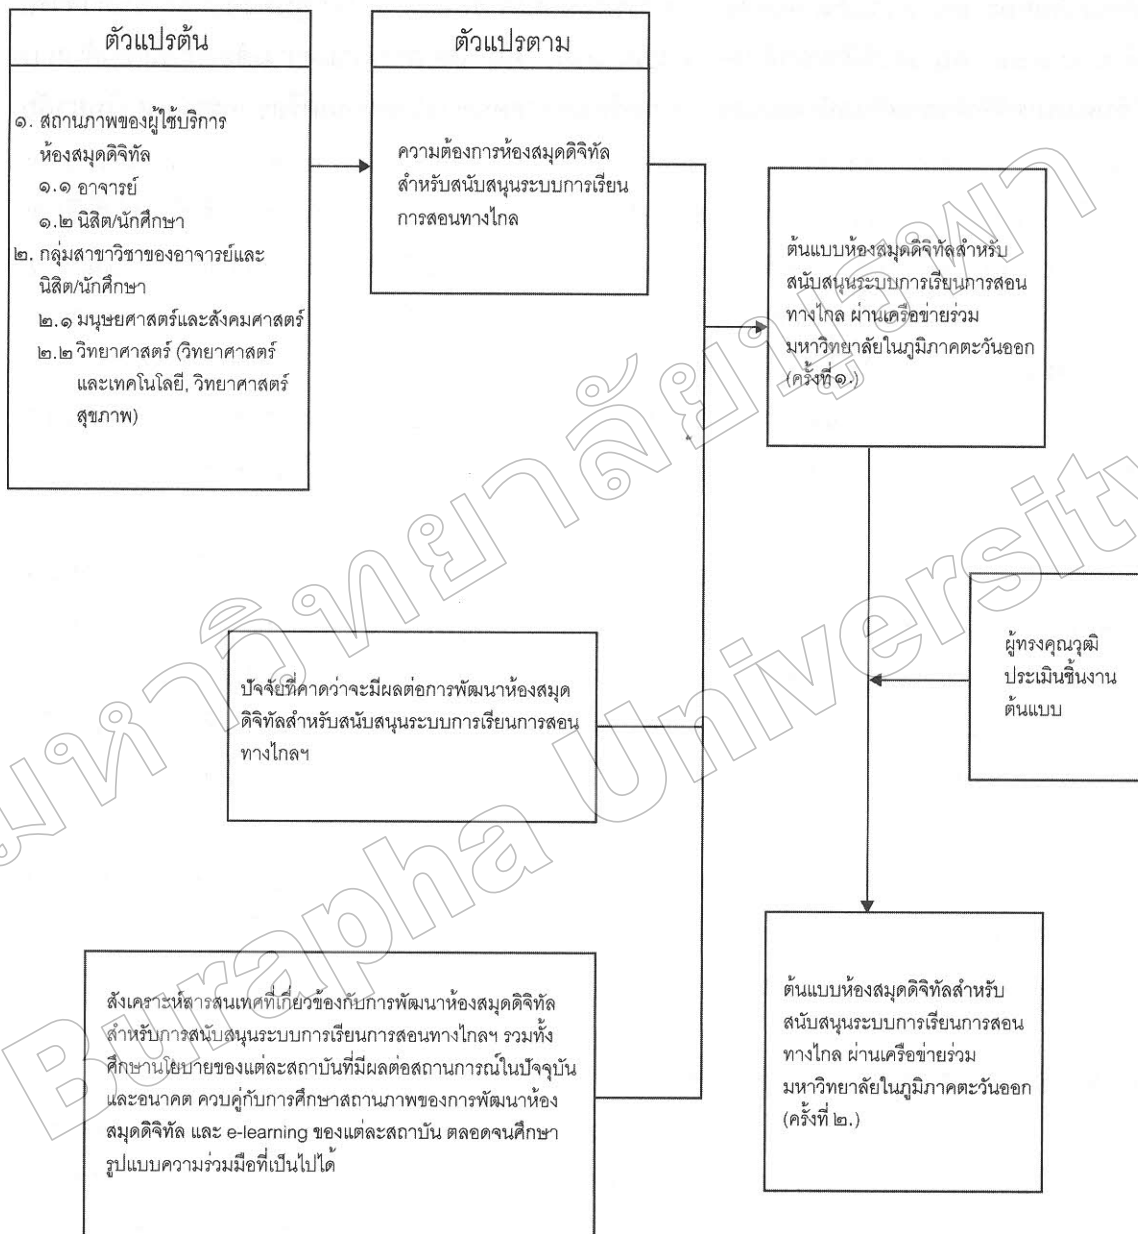 ตัวแปรต้น
๑. สถานภาพของผู้ใช้บริการ
ห้องสมุดดิจิทัล
๑.๑ อาจารย์
๑.๒ นิสิต/นักศึกษา
๒. กลุ่มสาขาวิชาของอาจารย์และ
นิสิต/นักศึกษา
๒.๑ มนุษยศาสตร์และสังคมศาสตร์
๒.๒ วิทยาศาสตร์ (วิทยาศาสตร์
และเทคโนโลยี, วิทยาศาสตร์
สุขภาพ)
ตัวแปรตาม
ความต้องการห้องสมุดดิจิทัล
สำหรับสนับสนุนระบบการเรียน
การสอนทางไกล
ต้นแบบห้องสมุดดิจิทัลสำหรับ
สนับสนุนระบบการเรียนการสอน
ทางไกล ผ่านเครือข่ายร่วม
มหาวิทยาลัยในภูมิภาคตะวันออก
(ครั้งที่ ๑.)
ปัจจัยที่คาดว่าจะมีผลต่อการพัฒนาห้องสมุด
ดิจิทัลสำหรับสนับสนุนระบบการเรียนการสอน
ทางไกลฯ
ผู้ทรงคุณวุฒิ
ประเมินชิ้นงาน
ต้นแบบ
สังเคราะห์สารสนเทศที่เกี่ยวข้องกับการพัฒนาห้องสมุดดิจิทัล
สำหรับการสนับสนุนระบบการเรียนการสอนทางไกลฯ รวมทั้ง
ศึกษานโยบายของแต่ละสถาบันที่มีผลต่อสถานการณ์ในปัจจุบัน
และอนาคต ควบคู่กับการศึกษาสถานภาพของการพัฒนาห้อง
สมุดดิจิทัล และ e-learning ของแต่ละสถาบัน ตลอดจนศึกษา
รูปแบบความร่วมมือที่เป็นไปได้
ต้นแบบห้องสมุดดิจิทัลสำหรับ
สนับสนุนระบบการเรียนการสอน
ทางไกล ผ่านเครือข่ายร่วม
มหาวิทยาลัยในภูมิภาคตะวันออก
(ครั้งที่ ๒.)
มหาวิทยาลัยบูรพา
Burapha University